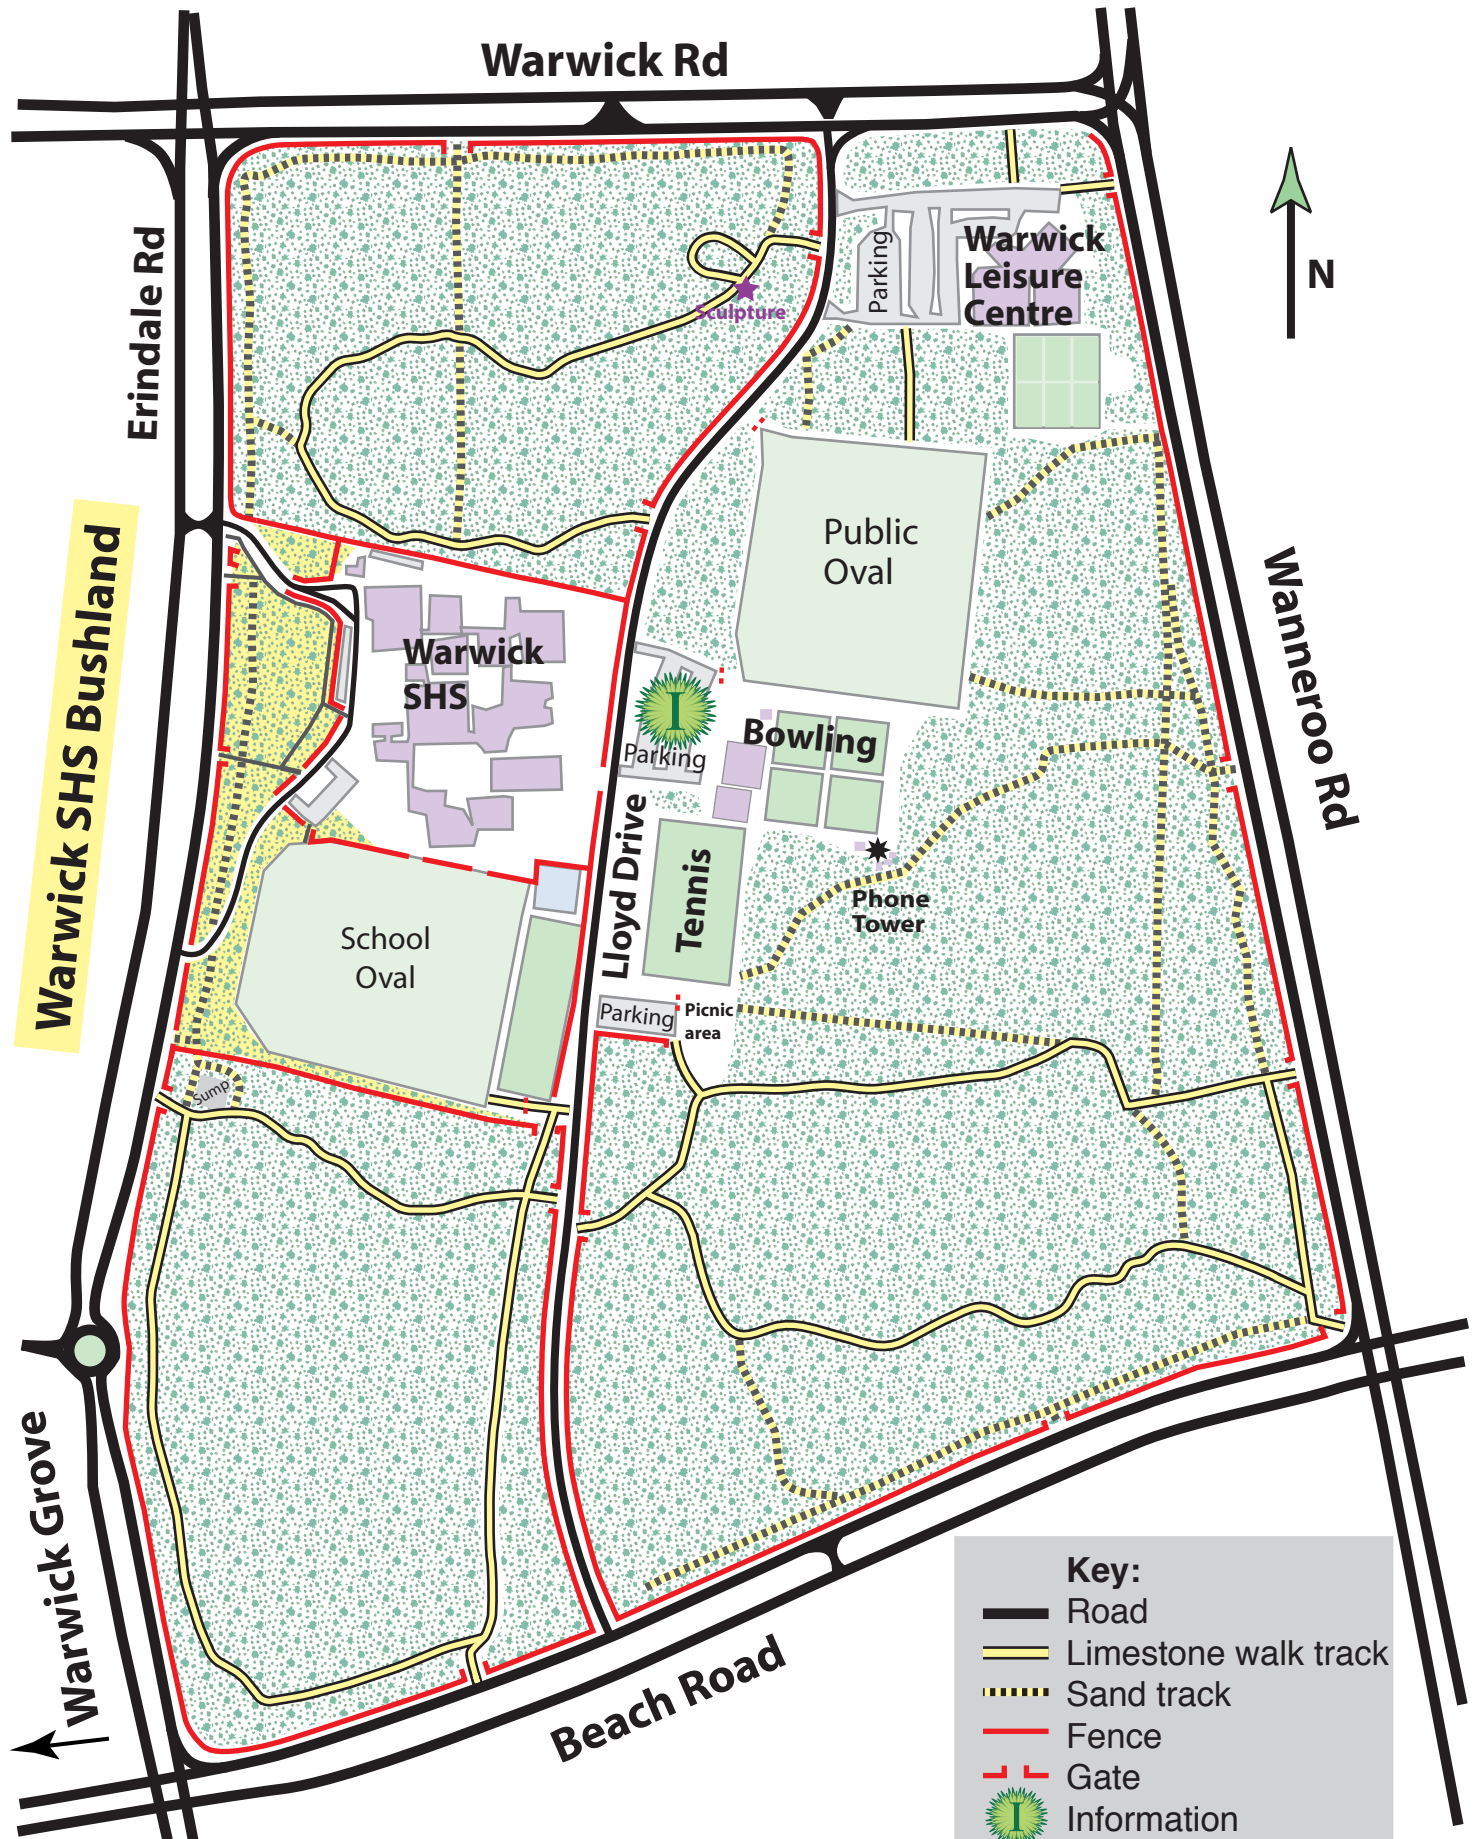 Warwick Rd
Erindale Rd
Parking
Warwick
Leisure
Centre
N
Sculpture
Public
Oval
Warwick SHS Bushland
Warwick
SHS
I
Parking
Bowling
Wanneroo Rd
Lloyd Drive
Tennis
Phone
Tower
School
Oval
Parking
Picnic
area
Sump
Warwick Grove
Beach Road
Key:
Road
Limestone walk track
Sand track
Fence
Gate
I
Information